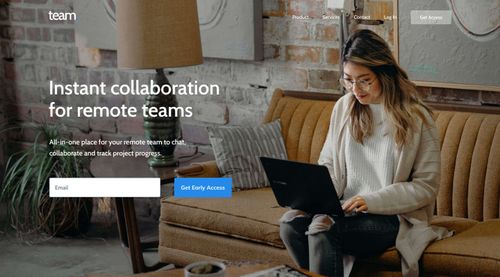 team
Product Services Contact Log In Get Access
Instant collaboration
for remote teams
All-in-one place for your remote team to chat,
collaborate and track project progress.
Email Get Early Access